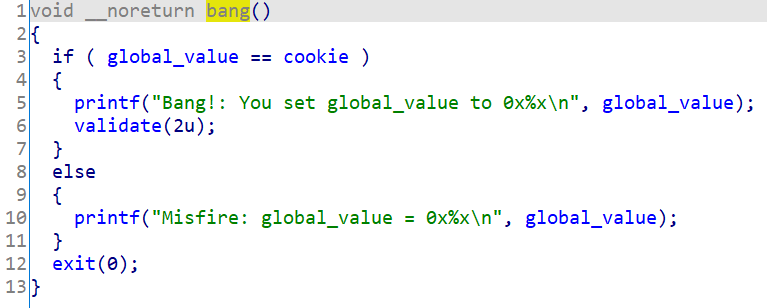 1 void __noreturn bang()
2 {
3   if ( global_value == cookie )
4   {
5     printf("Bang!: You set global_value to 0x%x\n", global_value);
6     validate(2u);
7   }
8   else
9   {
10     printf("Misfire: global_value = 0x%x\n", global_value);
11   }
12   exit(0);
13 }